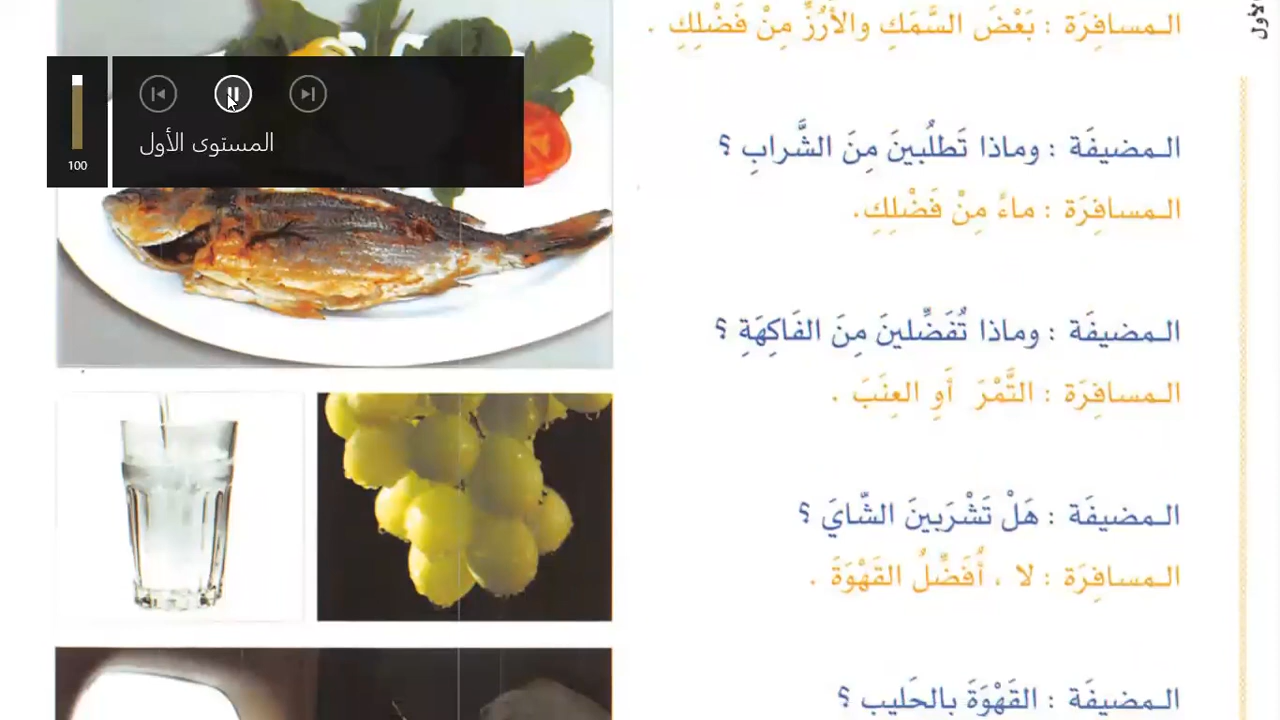 المسافِرَة : بَعْضَ السَّمَكِ والأَرُزِّ مِنْ فَضْلِكِ .
الأول
100
المستوى الأول
المضيفَة : وماذا تَطلُبينَ مِنَ الشَّرابِ ؟
المسافِرَة : ماءً مِنْ فَضْلِكِ.
المضيفَة : وماذا تُفَضِّلينَ مِنَ الفَاكِهَةِ ؟
المسافِرَة : التَّمْرَ أَوِ العِنَبَ .
المضيفَة : هَلْ تَشْرَبينَ الشّايَ ؟
المسافِرَة : لا ، أُفَضِّلُ القَهْوَةَ .
المضيفَة : القَهْوَةَ بالحَليب ؟